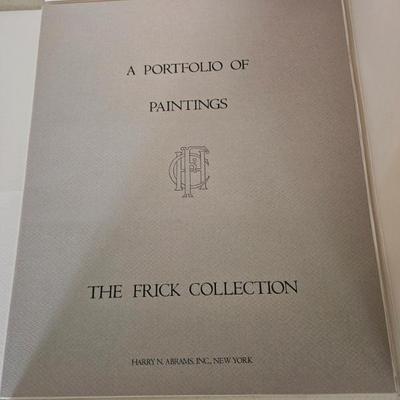 A PORTFOLIO OF
PAINTINGS
THE FRICK COLLECTION
HARRY N. ABRAMS, INC., NEW YORK